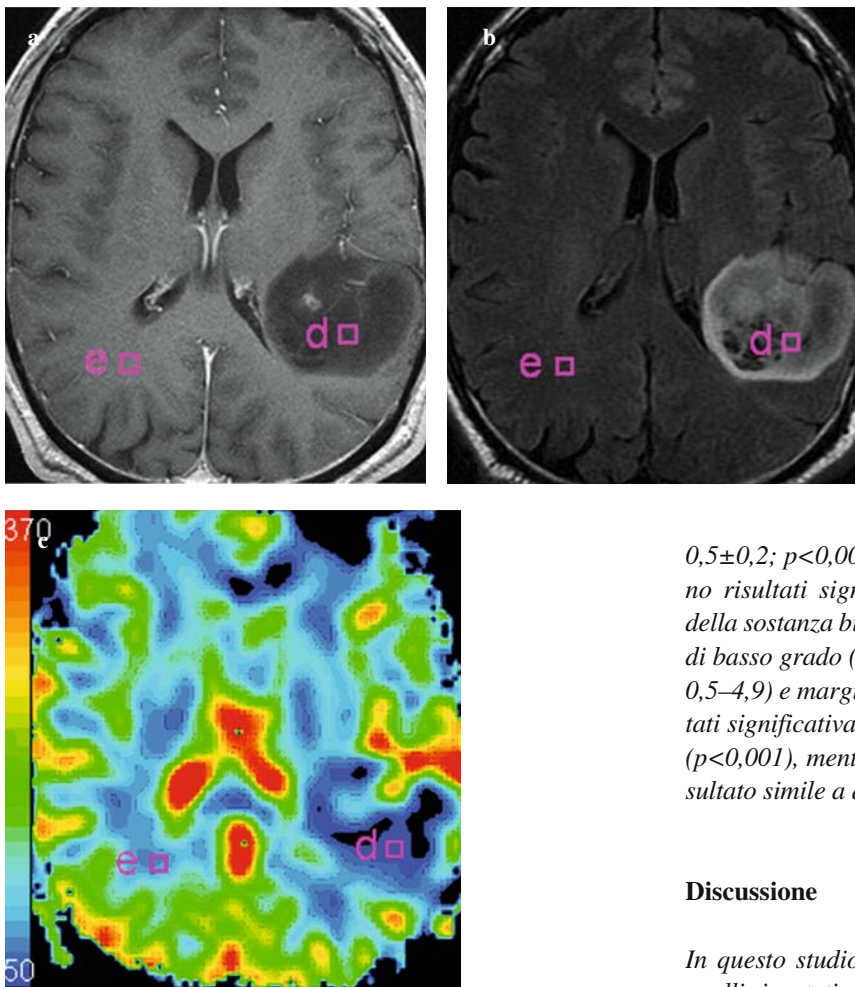 a
b
d
e
d
e
370
c
e
d
50
0,5±0,2; p<0,00
no risultati sign
della sostanza bi
di basso grado (
0,5–4,9) e margi
tati significativa
(p<0,001), ment
sultato simile a
Discussione
In questo studio